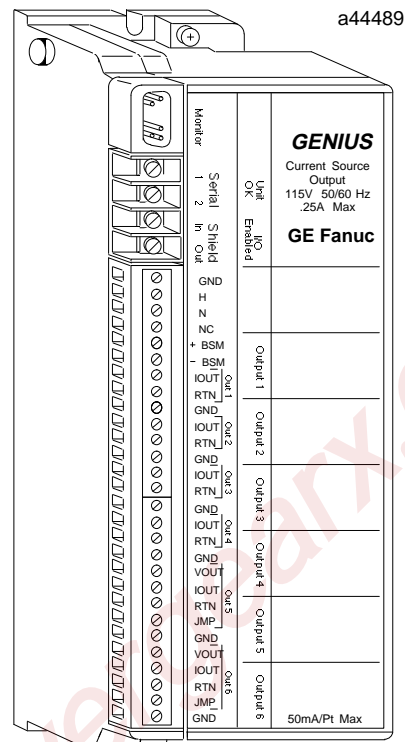 a44489
Monitor
Serial
1 2
Shield
In Out
Unit
OK
I/O
Enabled
GENIUS
Current Source
Output
115V 50/60 Hz
.25A Max
GE Fanuc
GND
H
N
NC
+ BSM
− BSM
IOUT
RTN
Out 1
GND
IOUT
RTN
Out 2
GND
IOUT
RTN
Out 3
GND
IOUT
RTN
Out 4
GND
VOUT
IOUT
RTN
JMP
Out 5
GND
VOUT
IOUT
RTN
JMP
Out 6
GND
Output 1
Output 2
Output 3
Output 4
Output 5
Output 6
50mA/Pt Max